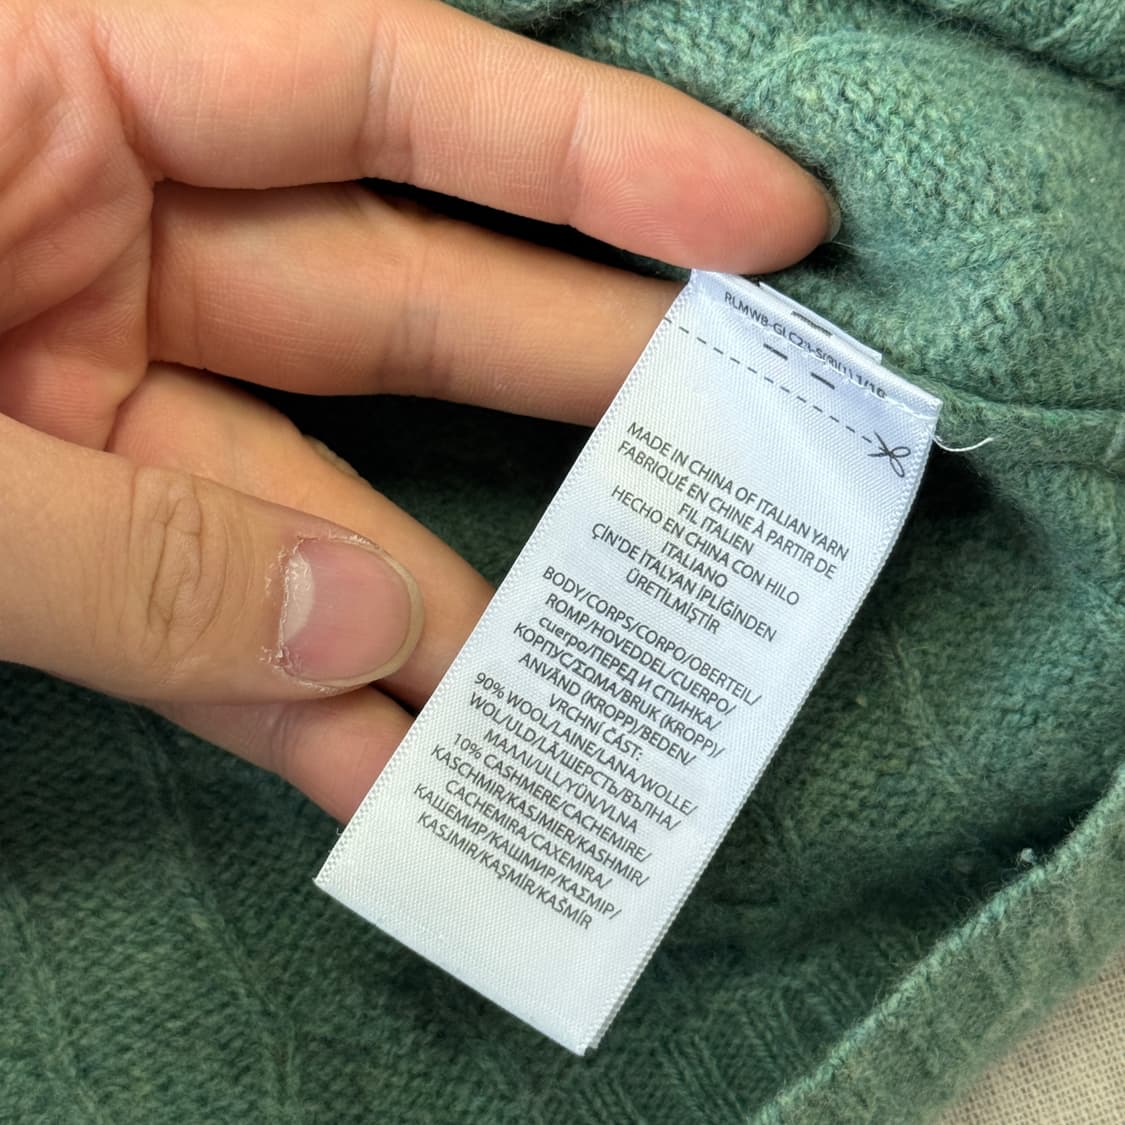 MADE IN CHINA OF ITALIAN YARN
FABRIQUÉ EN CHINE À PARTIR DE
FIL ITALIEN
HECHO EN CHINA CON HILO
ITALIANO
ÇİN'DE İTALYAN İPLİĞİNDEN
ÜRETİLMİŞTİR
BODY/CORPS/CORPO/OBERTEIL/
ROMP/HOVEDDEL/CUERPO/
cuerpo/ПЕРЕД И СПИНКА/
КОРПУС/ΣΩΜΑ/BRUK (KROPP)/
ANVÄND (KROPP)/BEDEN/
VRCHNÍ ČÁST:
90% WOOL/LAINE/LANA/WOLLE/
WOL/ULD/LÃ/ШЕРСТЬ/ВЪЛНА/
ΜΑΛΛΙ/ULL/YÜN/VLNA
10% CASHMERE/CACHEMIRE/
KASCHMIR/KASJMIER/KASHMIR/
CACHEMIRA/CAXEMIRA/
КАШЕМИР/КАШМИР/ΚΑΣΜΙΡ/
KASJMIR/KAŞMİR/KAŠMÍR